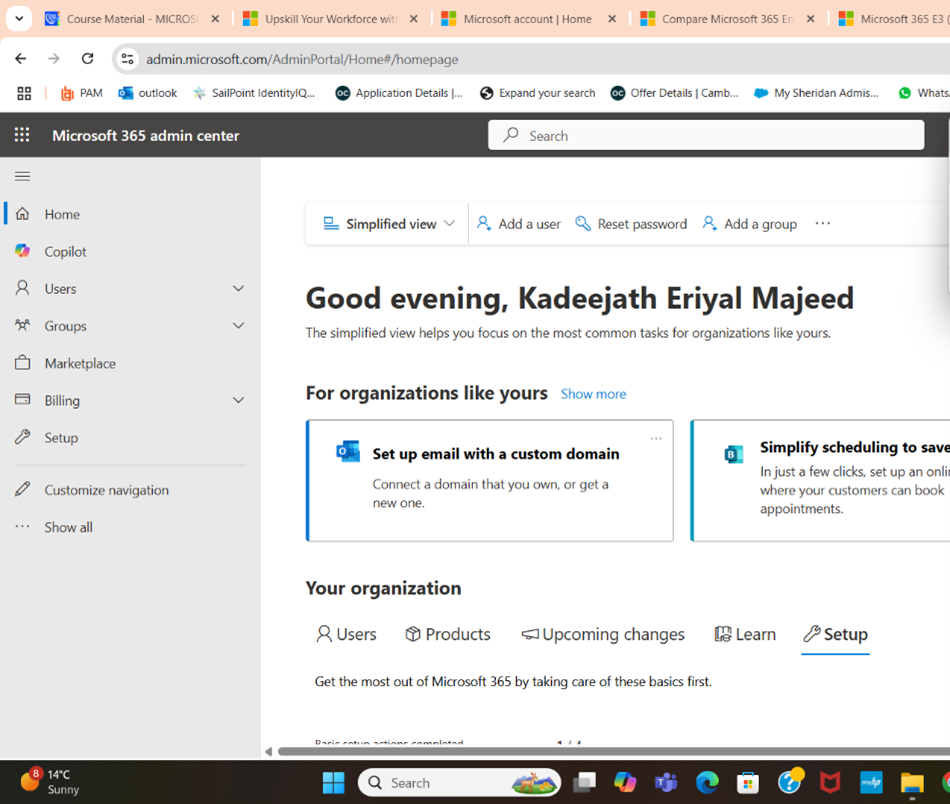 Course Material - MICROS
Upskill Your Workforce wit
Microsoft account | Home
Compare Microsoft 365 En
Microsoft 365 E3 (
admin.microsoft.com/AdminPortal/Home#/homepage
PAM
outlook
SailPoint IdentityIQ...
Application Details |...
Expand your search
Offer Details | Camb...
My Sheridan Admis...
Whats
Microsoft 365 admin center
Search
Home
Copilot
Users
Groups
Marketplace
Billing
Setup
Customize navigation
Show all
Simplified view
Add a user
Reset password
Add a group
Good evening, Kadeejath Eriyal Majeed
The simplified view helps you focus on the most common tasks for organizations like yours.
For organizations like yours Show more
Set up email with a custom domain
Connect a domain that you own, or get a
new one.
Simplify scheduling to save
In just a few clicks, set up an onli
where your customers can book
appointments.
Your organization
Users
Products
Upcoming changes
Learn
Setup
Get the most out of Microsoft 365 by taking care of these basics first.
Basic setup actions completed 1 / 4
8
14°C
Sunny
Search